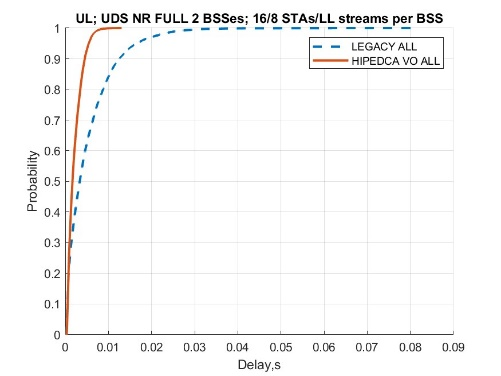 UL; UDS NR FULL 2 BSSes; 16/8 STAs/LL streams per BSS
LEGACY ALL
HIPEDCA VO ALL
1
0.9
0.8
0.7
0.6
0.5
0.4
0.3
0.2
0.1
0
Probability
0 0.01 0.02 0.03 0.04 0.05 0.06 0.07 0.08 0.09
Delay,s